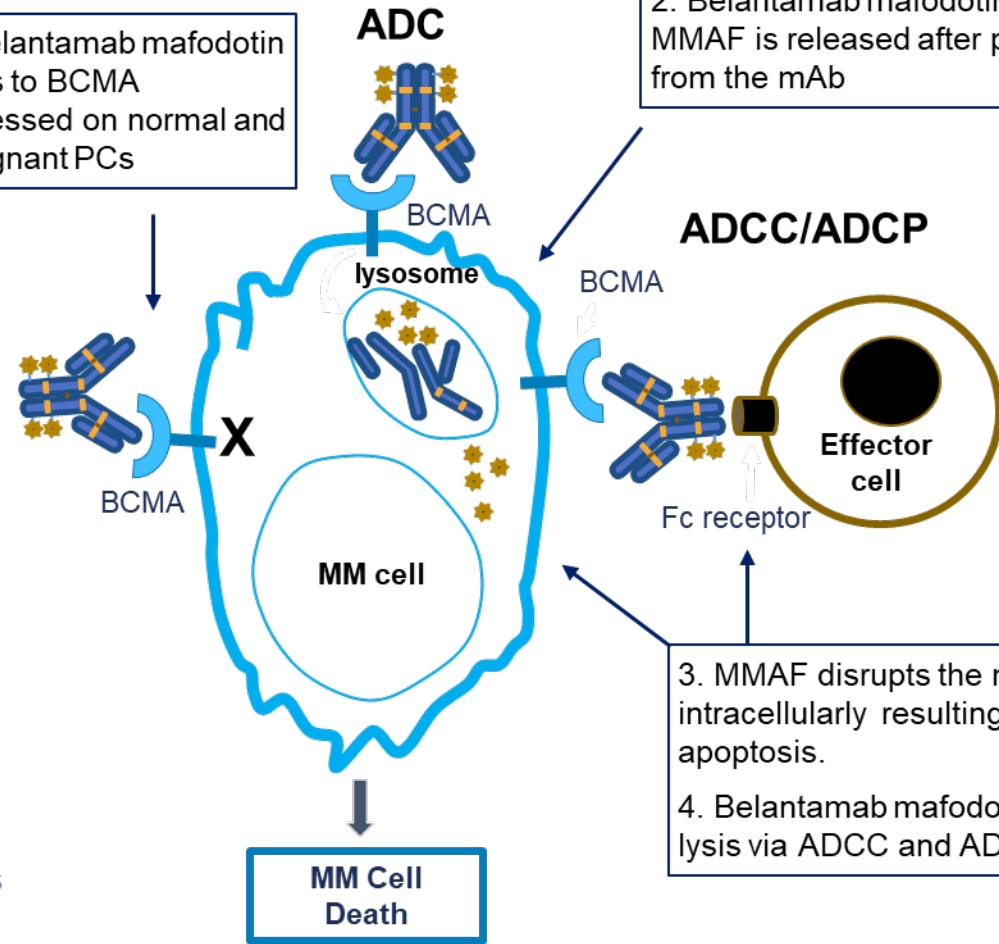 ADC
elantamab mafodotin
s to BCMA
essed on normal and
gnant PCs
2. Belantamab mafodotin
MMAF is released after p
from the mAb
BCMA
ADCC/ADCP
lysosome
BCMA
X
BCMA
Effector
cell
Fc receptor
MM cell
3. MMAF disrupts the
intracellularly resulting
apoptosis.
4. Belantamab mafodo
lysis via ADCC and AD
MM Cell
Death
s